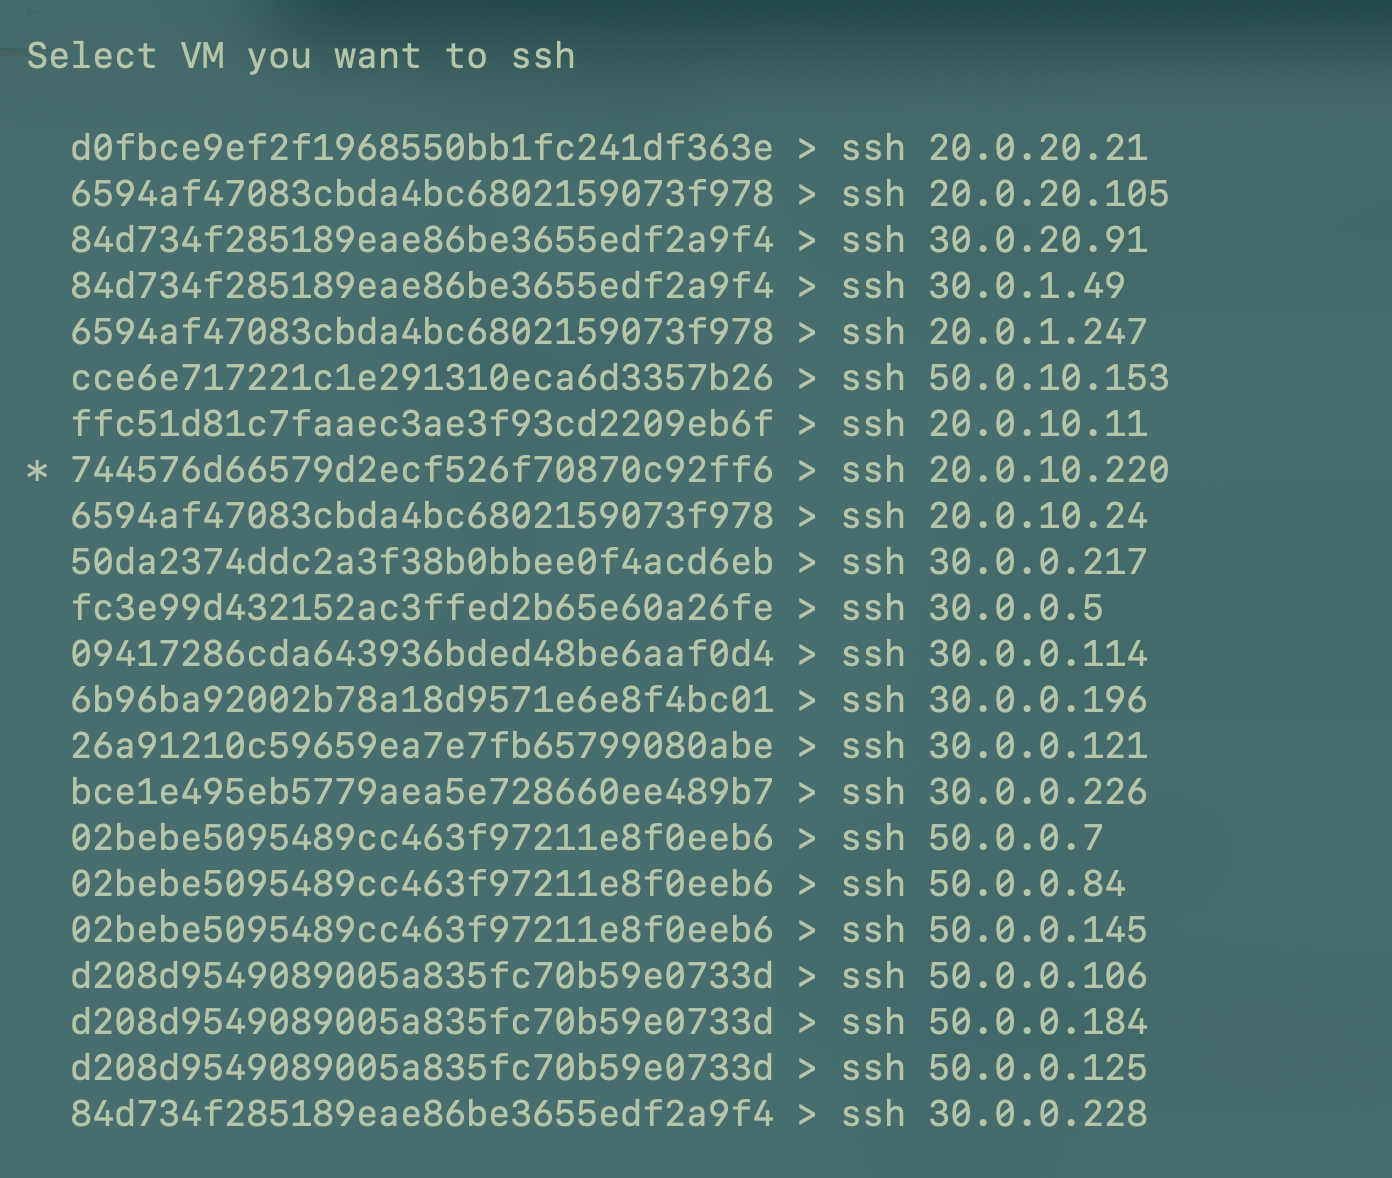 Select VM you want to ssh
d0fbce9ef2f1968550bb1fc241df363e > ssh 20.0.20.21
6594af47083cbda4bc6802159073f978 > ssh 20.0.20.105
84d734f285189eae86be3655edf2a9f4 > ssh 30.0.20.91
84d734f285189eae86be3655edf2a9f4 > ssh 30.0.1.49
6594af47083cbda4bc6802159073f978 > ssh 20.0.1.247
cce6e717221c1e291310eca6d3357b26 > ssh 50.0.10.153
ffc51d81c7faaec3ae3f93cd2209eb6f > ssh 20.0.10.11
* 744576d66579d2ecf526f70870c92ff6 > ssh 20.0.10.220
6594af47083cbda4bc6802159073f978 > ssh 20.0.10.24
50da2374ddc2a3f38b0bbee0f4acd6eb > ssh 30.0.0.217
fc3e99d432152ac3ffed2b65e60a26fe > ssh 30.0.0.5
09417286cda643936bded48be6aaf0d4 > ssh 30.0.0.114
6b96ba92002b78a18d9571e6e8f4bc01 > ssh 30.0.0.196
26a91210c59659ea7e7fb65799080abe > ssh 30.0.0.121
bce1e495eb5779aea5e728660ee489b7 > ssh 30.0.0.226
02bebe5095489cc463f97211e8f0eeb6 > ssh 50.0.0.7
02bebe5095489cc463f97211e8f0eeb6 > ssh 50.0.0.84
02bebe5095489cc463f97211e8f0eeb6 > ssh 50.0.0.145
d208d9549089005a835fc70b59e0733d > ssh 50.0.0.106
d208d9549089005a835fc70b59e0733d > ssh 50.0.0.184
d208d9549089005a835fc70b59e0733d > ssh 50.0.0.125
84d734f285189eae86be3655edf2a9f4 > ssh 30.0.0.228